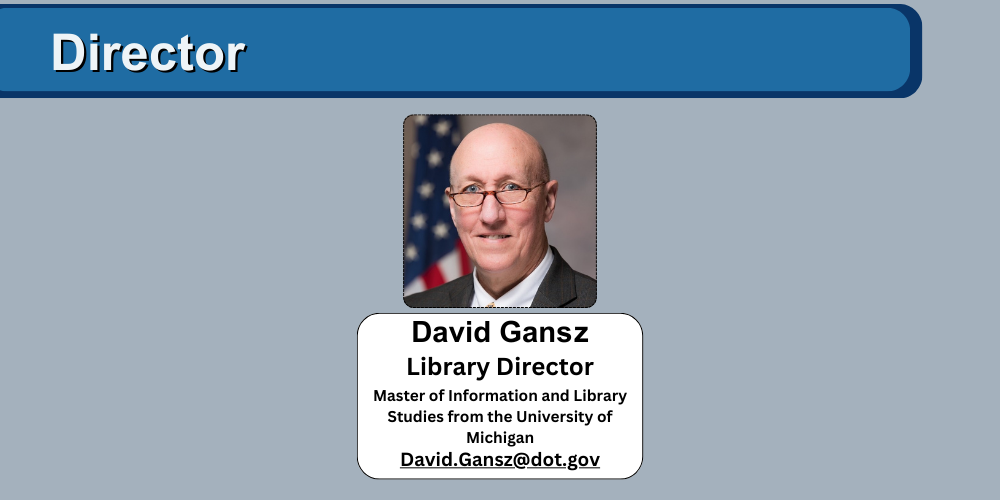 Director
David Gansz
Library Director
Master of Information and Library
Studies from the University of
Michigan
David.Gansz@dot.gov